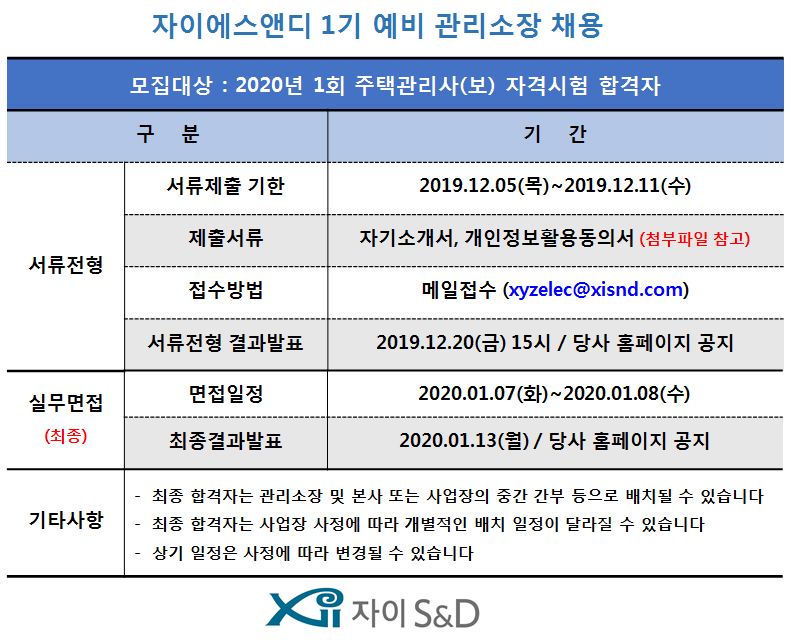 자이에스앤디 1기 예비 관리소장 채용
모집대상 : 2020년 1회 주택관리사(보) 자격시험 합격자
구 분 기 간
서류전형
서류제출 기한 2019.12.05(목)~2019.12.11(수)
제출서류 자기소개서, 개인정보활용동의서 (첨부파일 참고)
접수방법 메일접수 (xyzelec@xisnd.com)
서류전형 결과발표 2019.12.20(금) 15시 / 당사 홈페이지 공지
실무면접
(최종)
면접일정 2020.01.07(화)~2020.01.08(수)
최종결과발표 2020.01.13(월) / 당사 홈페이지 공지
기타사항
- 최종 합격자는 관리소장 및 본사 또는 사업장의 중간 간부 등으로 배치될 수 있습니다
- 최종 합격자는 사업장 사정에 따라 개별적인 배치 일정이 달라질 수 있습니다
- 상기 일정은 사정에 따라 변경될 수 있습니다
Xii 자이 S&D